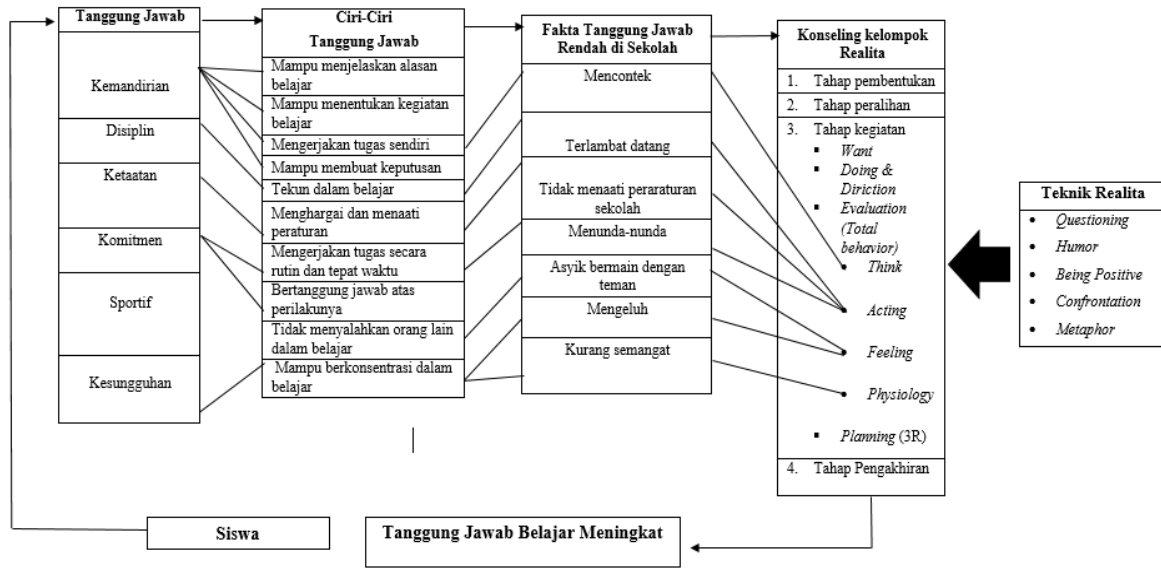 Tanggung Jawab
Kemandirian
Disiplin
Ketaatan
Komitmen
Sportif
Kesungguhan
Ciri-Ciri
Tanggung Jawab
Mampu menjelaskan alasan
belajar
Mampu menentukan kegiatan
belajar
Mengerjakan tugas sendiri
Mampu membuat keputusan
Tekun dalam belajar
Menghargai dan menaati
peraturan
Mengerjakan tugas secara
rutin dan tepat waktu
Bertanggung jawab atas
perilakunya
Tidak menyalahkan orang lain
dalam belajar
Mampu berkonsentrasi dalam
belajar
Fakta Tanggung Jawab
Rendah di Sekolah
Mencontek
Terlambat datang
Tidak menaati peraraturan
sekolah
Menunda-nunda
Asyik bermain dengan
teman
Mengeluh
Kurang semangat
Konseling kelompok
Realita
1. Tahap pembentukan
2. Tahap peralihan
3. Tahap kegiatan
▪ Want
▪ Doing &
Diriction
▪ Evaluation
(Total
behavior)
• Think
• Acting
• Feeling
• Physiology
▪ Planning (3R)
4. Tahap Pengakhiran
Teknik Realita
• Questioning
• Humor
• Being Positive
• Confrontation
• Metaphor
Siswa
Tanggung Jawab Belajar Meningkat